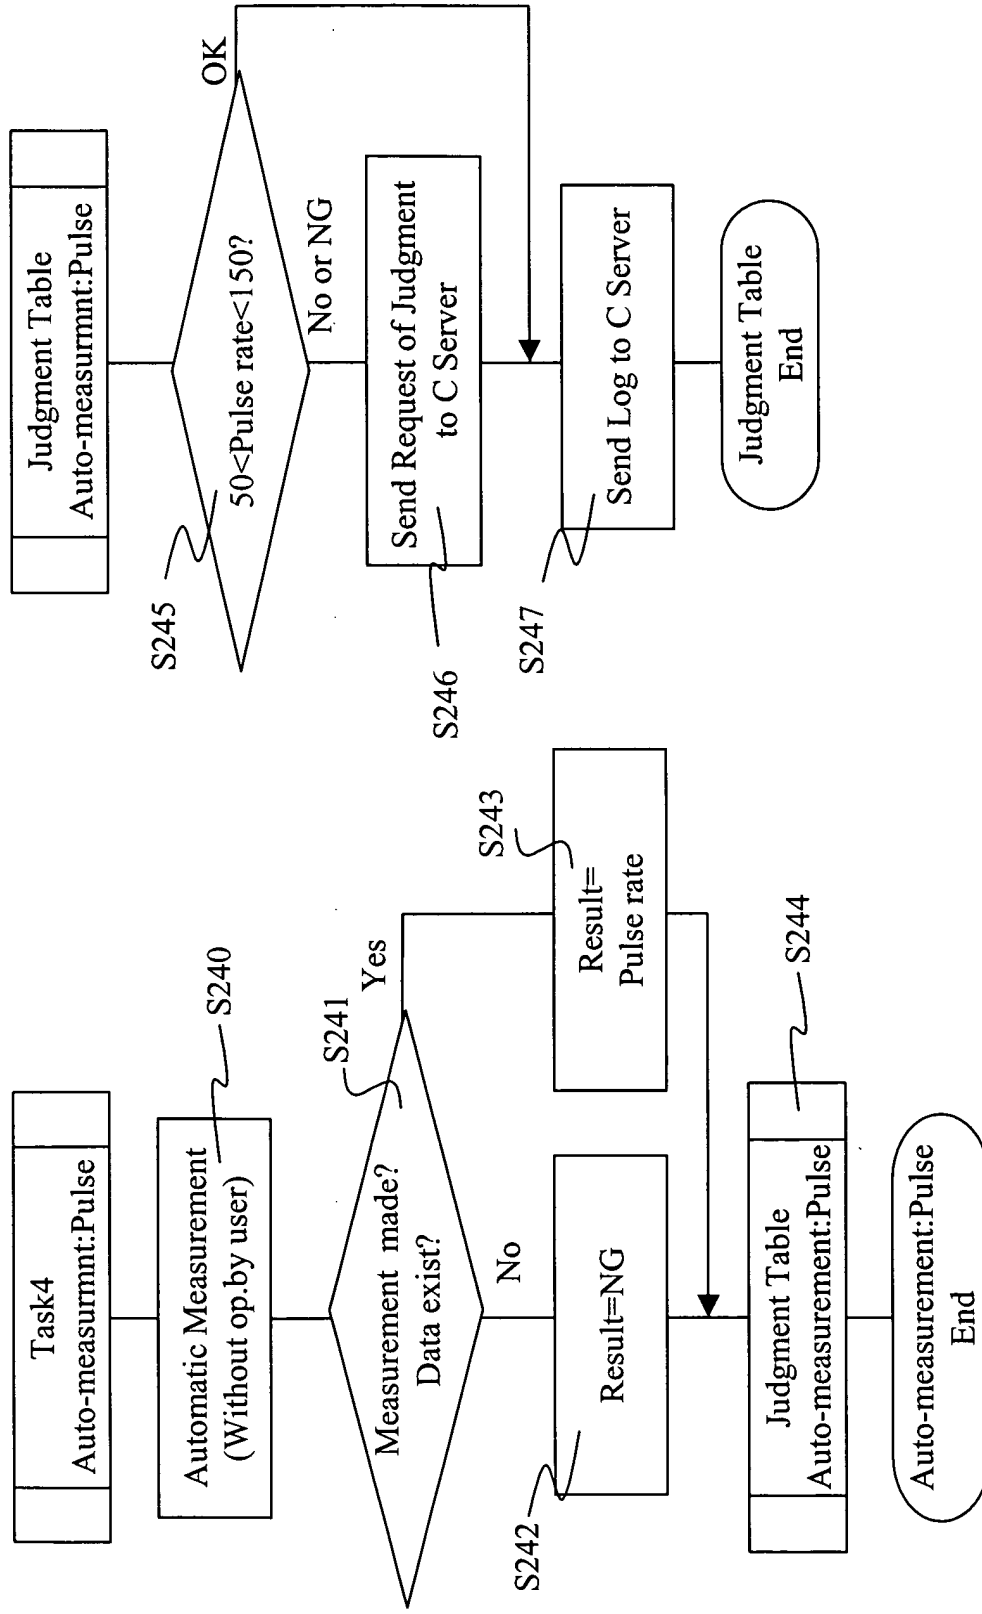 Task4
Auto-measurmnt:Pulse
Automatic Measurement
(Without op.by user)
S240
Measurement made?
Data exist?
S241
Yes
No
Result=NG
S242
Result=
Pulse rate
S243
Judgment Table
Auto-measurement:Pulse
S244
Auto-measurement:Pulse
End
Judgment Table
Auto-measurmnt:Pulse
50<Pulse rate<150?
S245
OK
No or NG
Send Request of Judgment
to C Server
S246
Send Log to C Server
S247
Judgment Table
End